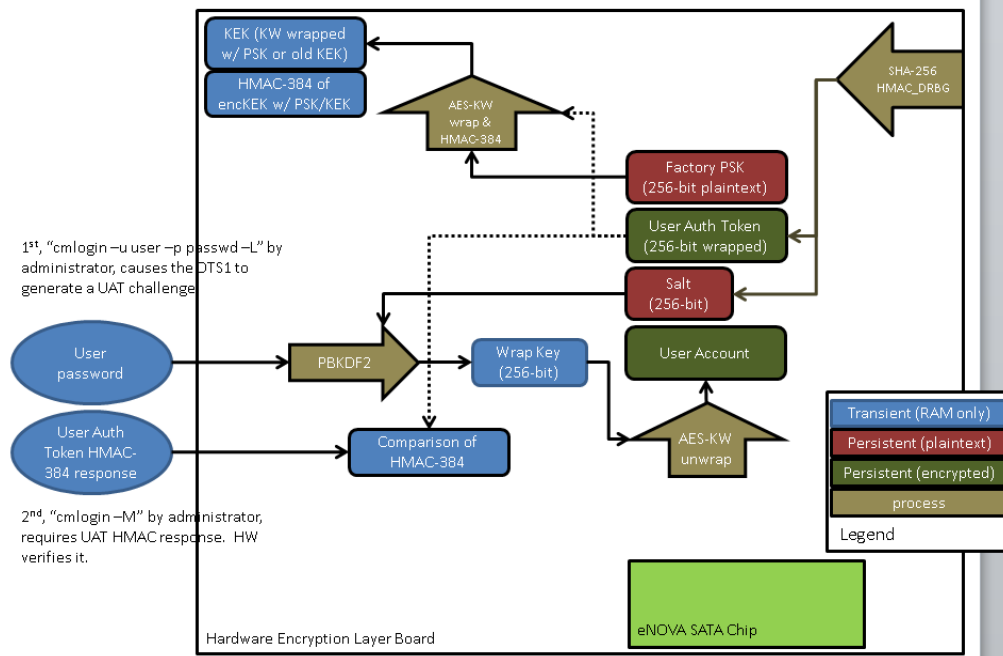 KEK (KW wrapped
w/ PSK or old KEK)
HMAC-384 of
encKEK w/ PSK/KEK
AES-KW
wrap &
HMAC-384
SHA-256
HMAC_DRBG
Factory PSK
(256-bit plaintext)
User Auth Token
(256-bit wrapped)
1st, “cmlogin –u user –p passwd –L” by
administrator, causes the DTS1 to
generate a UAT challenge
Salt
(256-bit)
User
password
PBKDF2
Wrap Key
(256-bit)
User Account
User Auth
Token HMAC-
384 response
Comparison of
HMAC-384
AES-KW
unwrap
2nd, “cmlogin –M” by administrator,
requires UAT HMAC response. HW
verifies it.
Transient (RAM only)
Persistent (plaintext)
Persistent (encrypted)
process
Legend
eNOVA SATA Chip
Hardware Encryption Layer Board